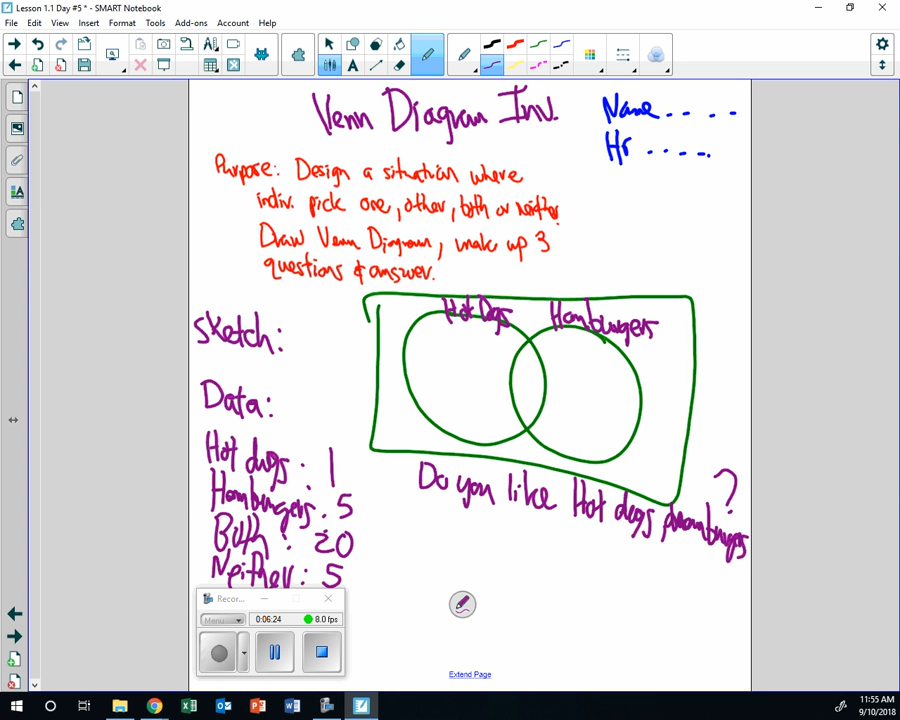 Lesson 1.1 Day #5 * - SMART Notebook
File Edit View Insert Format Tools Add-ons Account Help
Venn Diagram Inv.
Name.. . . .
Hr .....
Purpose: Design a situation where
indiv. pick one, other, both or neither.
Draw Venn Diagram, make up 3
questions & answer.
Hot Dogs Hamburgers
Sketch:
Data:
Hot dogs: 1
Hamburgers: 5
Both: 20
Neither: 5
Do you like Hot dogs hamburgers ?
Recor...
Menu 0:06:24 8.0 fps
Extend Page
11:55 AM
9/10/2018